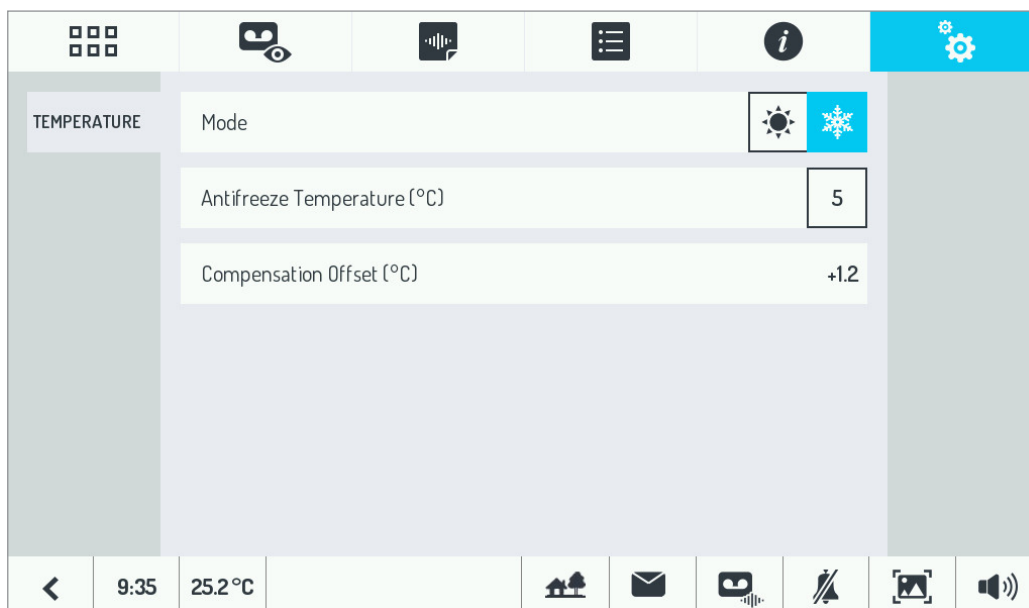 TEMPERATURE
Mode
Antifreeze Temperature (°C)
5
Compensation Offset (°C)
+1.2
9:35
25.2 °C